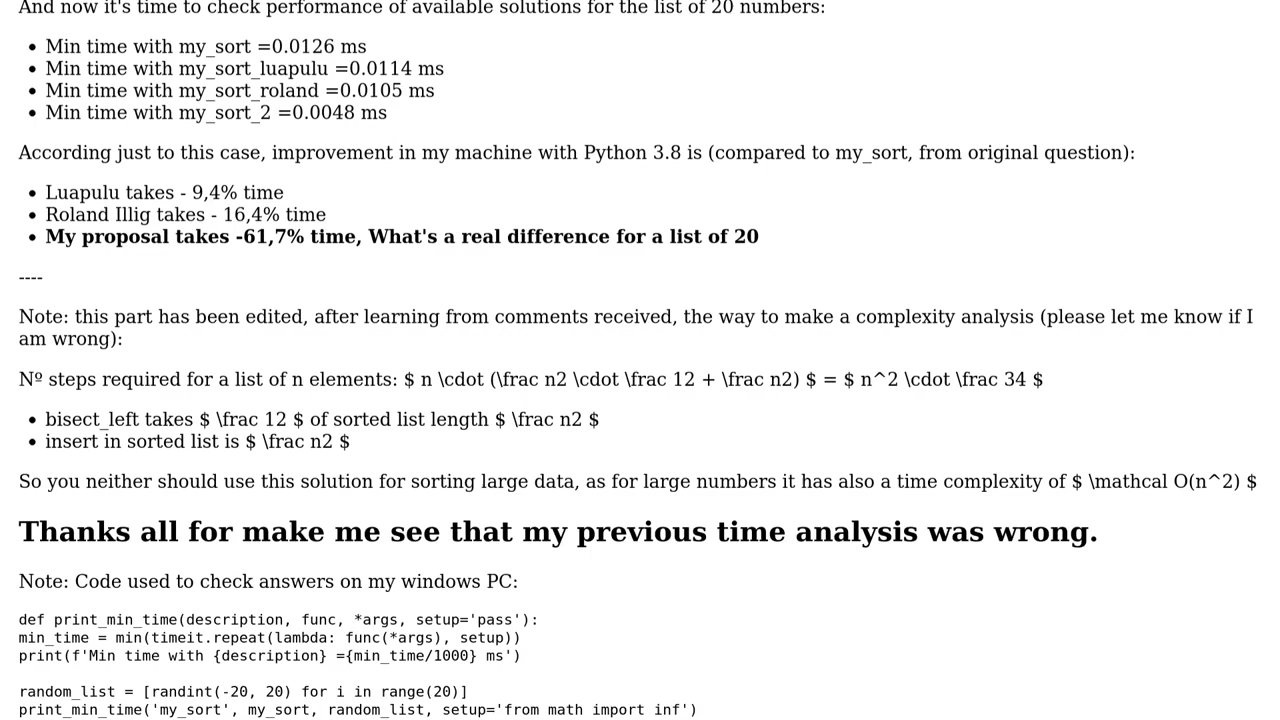 And now it's time to check performance of available solutions for the list of 20 numbers:
• Min time with my_sort =0.0126 ms
• Min time with my_sort_luapulu =0.0114 ms
• Min time with my_sort_roland =0.0105 ms
• Min time with my_sort_2 =0.0048 ms
According just to this case, improvement in my machine with Python 3.8 is (compared to my_sort, from original question):
• Luapulu takes - 9,4% time
• Roland Illig takes - 16,4% time
• My proposal takes -61,7% time, What's a real difference for a list of 20
----
Note: this part has been edited, after learning from comments received, the way to make a complexity analysis (please let me know if I
am wrong):
Nº steps required for a list of n elements: $ n \cdot (\frac n2 \cdot \frac 12 + \frac n2) $ = $ n^2 \cdot \frac 34 $
• bisect_left takes $ \frac 12 $ of sorted list length $ \frac n2 $
• insert in sorted list is $ \frac n2 $
So you neither should use this solution for sorting large data, as for large numbers it has also a time complexity of $ \mathcal O(n^2) $
Thanks all for make me see that my previous time analysis was wrong.
Note: Code used to check answers on my windows PC:
def print_min_time(description, func, *args, setup='pass'):
min_time = min(timeit.repeat(lambda: func(*args), setup))
print(f'Min time with {description} ={min_time/1000} ms')
random_list = [randint(-20, 20) for i in range(20)]
print_min_time('my_sort', my_sort, random_list, setup='from math import inf')